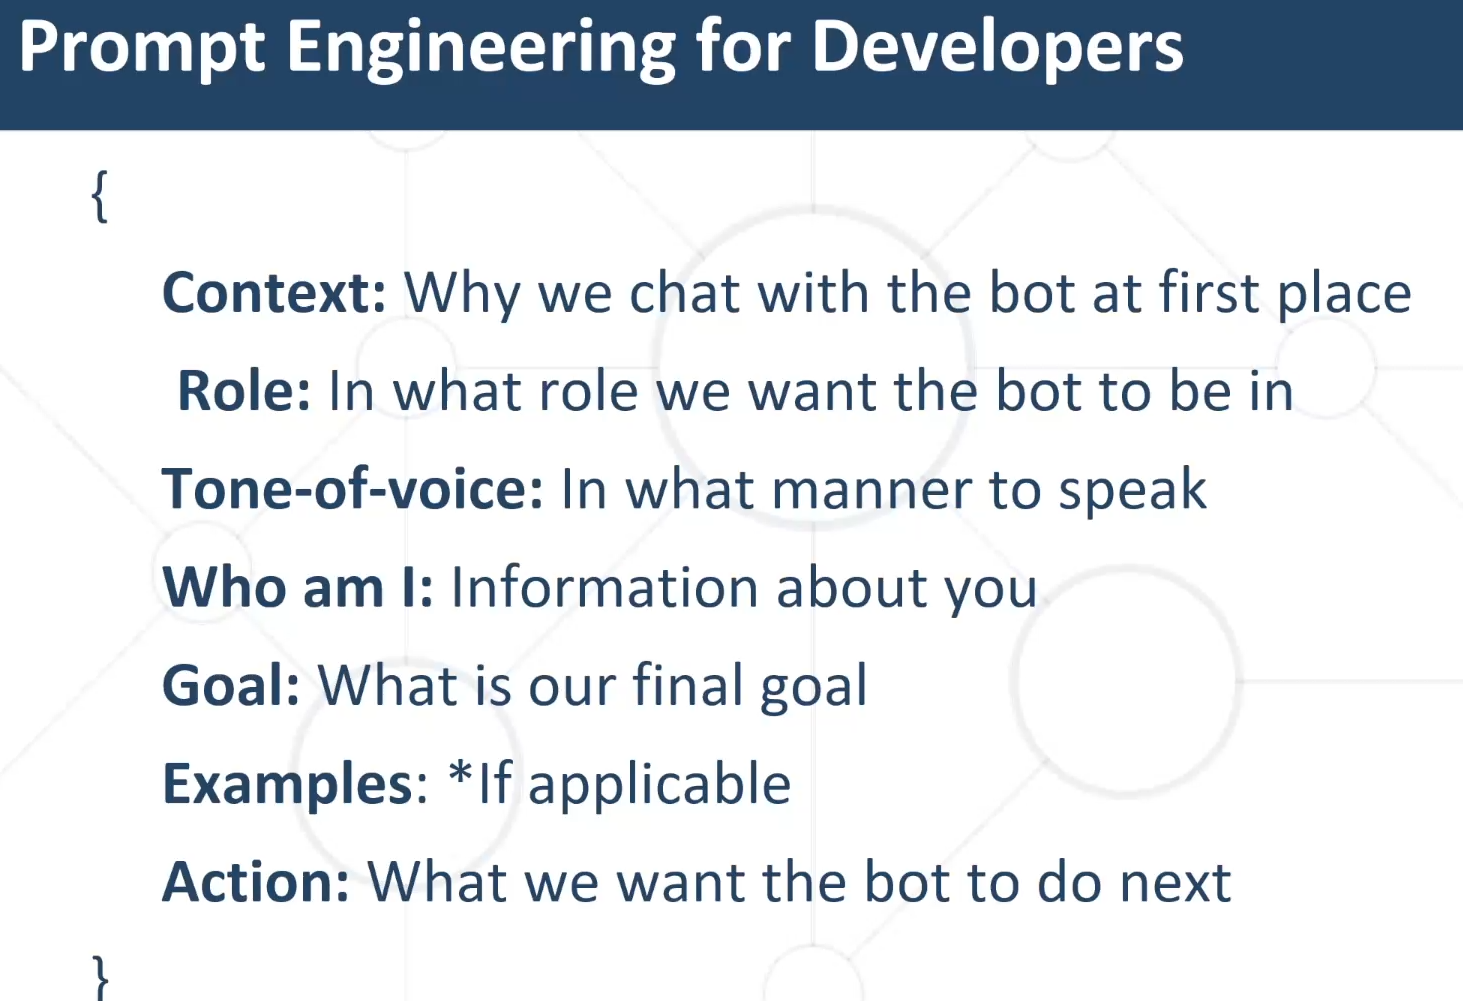 Prompt Engineering for Developers
{
Context: Why we chat with the bot at first place
Role: In what role we want the bot to be in
Tone-of-voice: In what manner to speak
Who am I: Information about you
Goal: What is our final goal
Examples: *If applicable
Action: What we want the bot to do next
}